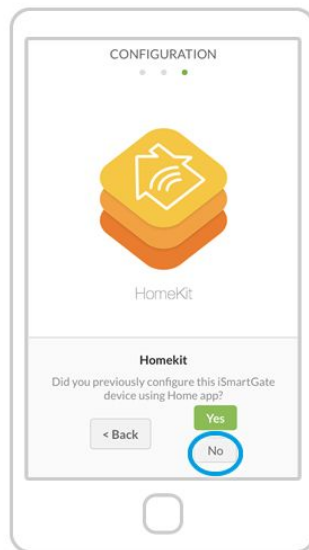 CONFIGURATION
HomeKit
Homekit
Did you previously configure this iSmartGate
device using Home app?
Yes
< Back
No